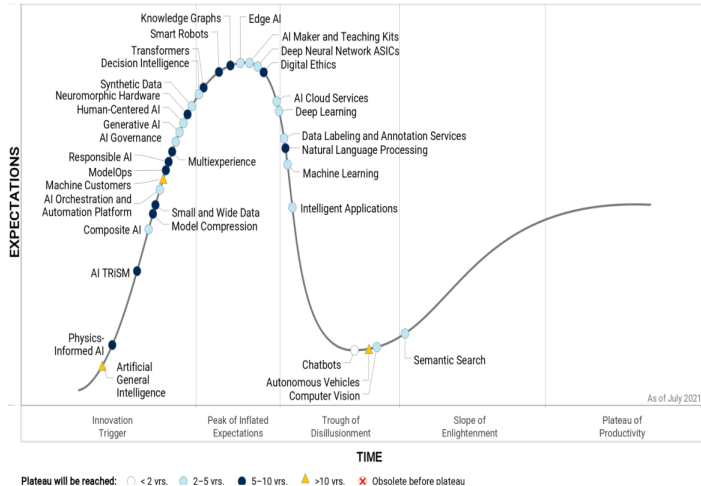 Knowledge Graphs
Edge AI
Smart Robots
AI Maker and Teaching Kits
Transformers
Deep Neural Network ASICs
Decision Intelligence
Digital Ethics
Synthetic Data
Neuromorphic Hardware
AI Cloud Services
Human-Centered AI
Deep Learning
Generative AI
AI Governance
Data Labeling and Annotation Services
Natural Language Processing
Responsible AI
Multiexperience
ModelOps
Machine Learning
Machine Customers
AI Orchestration and
Automation Platform
Small and Wide Data
Intelligent Applications
Model Compression
Composite AI
AI TRiSM
Physics-
Informed AI
Artificial
General
Intelligence
Chatbots
Semantic Search
Autonomous Vehicles
Computer Vision
EXPECTATIONS
As of July 2021
Innovation
Trigger
Peak of Inflated
Expectations
Trough of
Disillusionment
Slope of
Enlightenment
Plateau of
Productivity
TIME
Plateau will be reached: < 2 yrs. 2–5 yrs. 5–10 yrs. >10 yrs. Obsolete before plateau